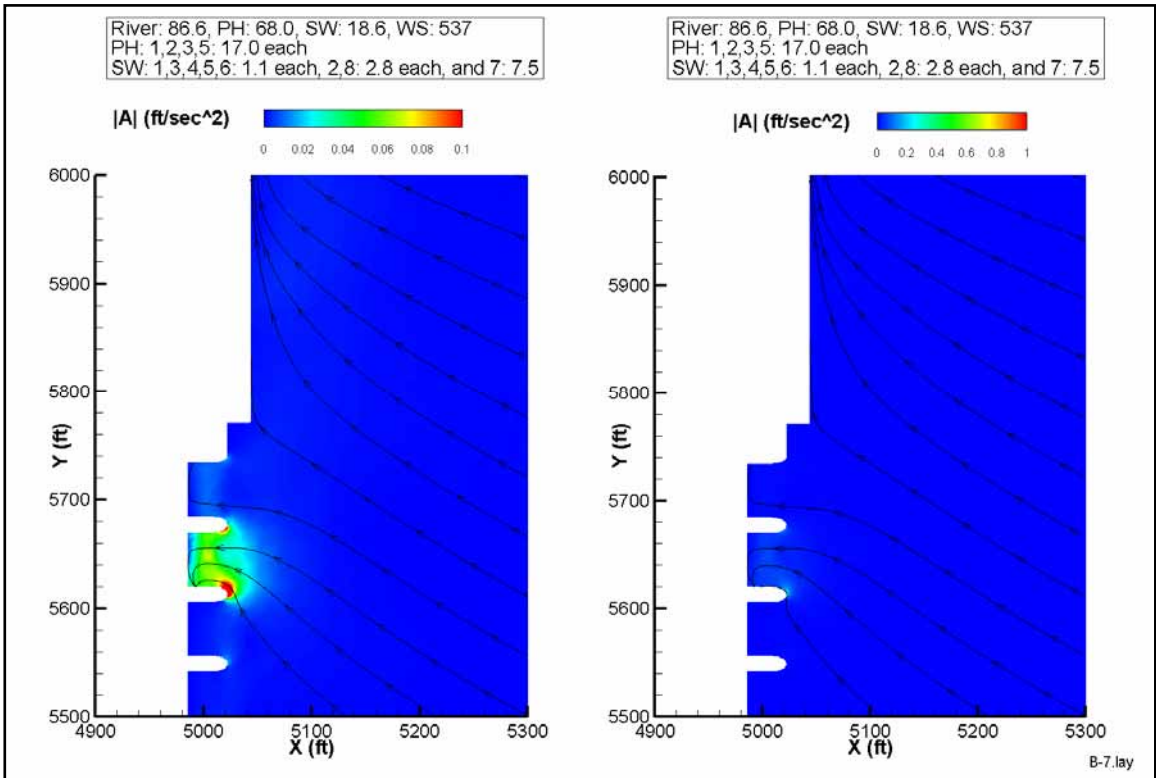 River: 86.6, PH: 68.0, SW: 18.6, WS: 537
PH: 1,2,3,5: 17.0 each
SW: 1,3,4,5,6: 1.1 each, 2,8: 2.8 each, and 7: 7.5
|A| (ft/sec^2)
0 0.02 0.04 0.06 0.08 0.1
6000
5900
5800
5700
5600
5500
Y (ft)
4900 5000 5100 5200 5300
X (ft)
River: 86.6, PH: 68.0, SW: 18.6, WS: 537
PH: 1,2,3,5: 17.0 each
SW: 1,3,4,5,6: 1.1 each, 2,8: 2.8 each, and 7: 7.5
|A| (ft/sec^2)
0 0.2 0.4 0.6 0.8 1
6000
5900
5800
5700
5600
5500
Y (ft)
4900 5000 5100 5200 5300
X (ft)
B-7.lay